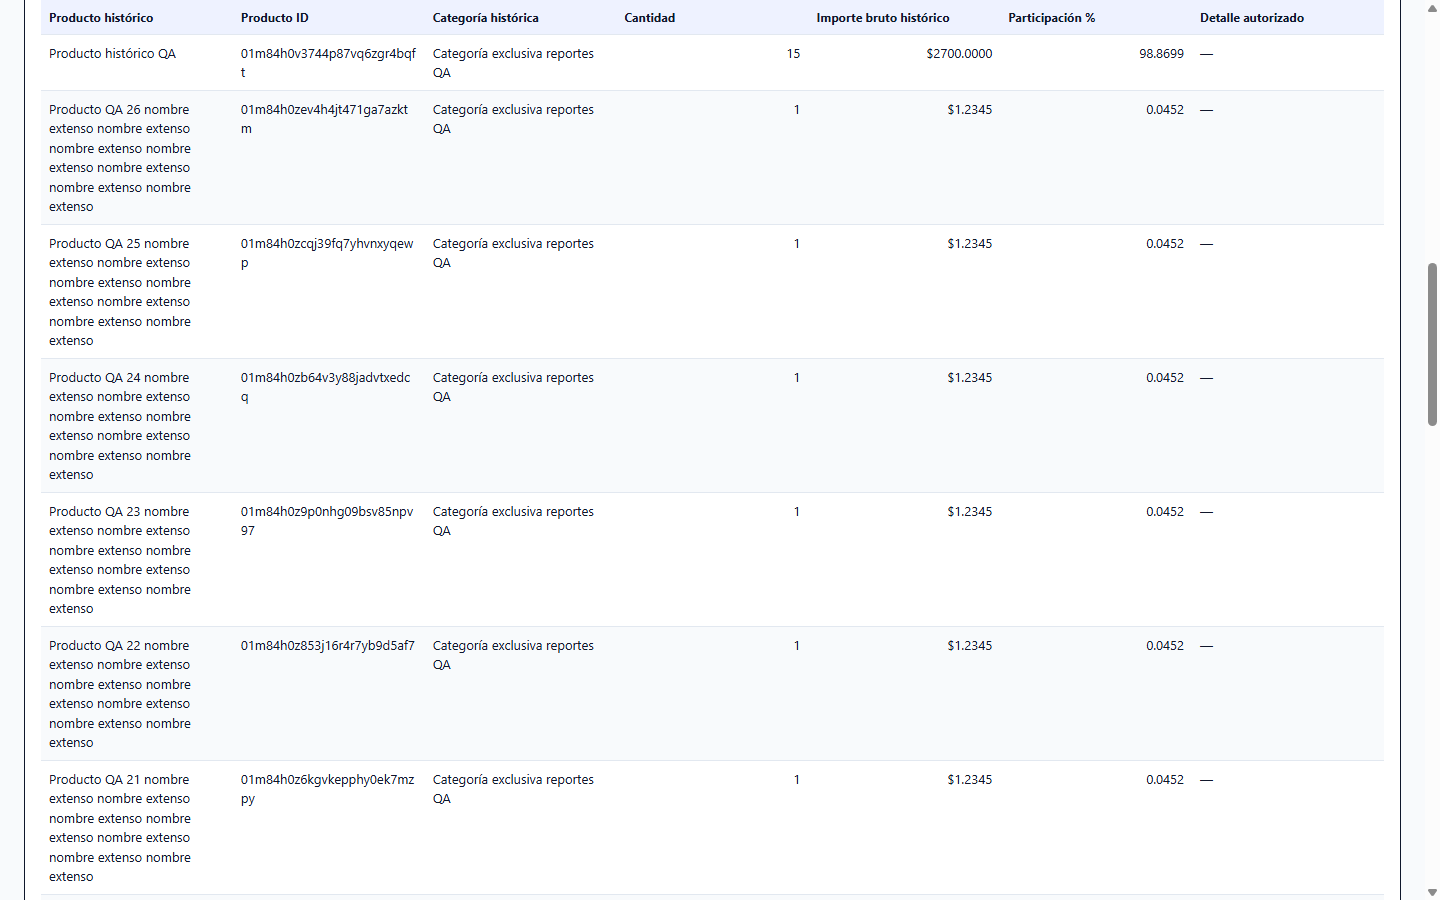 Producto histórico Producto ID Categoría histórica Cantidad Importe bruto histórico Participación % Detalle autorizado
Producto histórico QA 01m84h0v3744p87vq6zgr4bqf Categoría exclusiva reportes 15 $2700.0000 98.8699 —
t QA
Producto QA 26 nombre 01m84h0zev4h4jt471ga7azkt Categoría exclusiva reportes 1 $1.2345 0.0452 —
extenso nombre extenso m QA
nombre extenso nombre
extenso nombre extenso
nombre extenso nombre
extenso
Producto QA 25 nombre 01m84h0zcqj39fq7yhvnxyqew Categoría exclusiva reportes 1 $1.2345 0.0452 —
extenso nombre extenso p QA
nombre extenso nombre
extenso nombre extenso
nombre extenso nombre
extenso
Producto QA 24 nombre 01m84h0zb64v3y88jadvtxedc Categoría exclusiva reportes 1 $1.2345 0.0452 —
extenso nombre extenso q QA
nombre extenso nombre
extenso nombre extenso
nombre extenso nombre
extenso
Producto QA 23 nombre 01m84h0z9p0nhg09bsv85npv Categoría exclusiva reportes 1 $1.2345 0.0452 —
extenso nombre extenso 97 QA
nombre extenso nombre
extenso nombre extenso
nombre extenso nombre
extenso
Producto QA 22 nombre 01m84h0z853j16r4r7yb9d5af7 Categoría exclusiva reportes 1 $1.2345 0.0452 —
extenso nombre extenso QA
nombre extenso nombre
extenso nombre extenso
nombre extenso nombre
extenso
Producto QA 21 nombre 01m84h0z6kgvkepphy0ek7mz Categoría exclusiva reportes 1 $1.2345 0.0452 —
extenso nombre extenso py QA
nombre extenso nombre
extenso nombre extenso
nombre extenso nombre
extenso